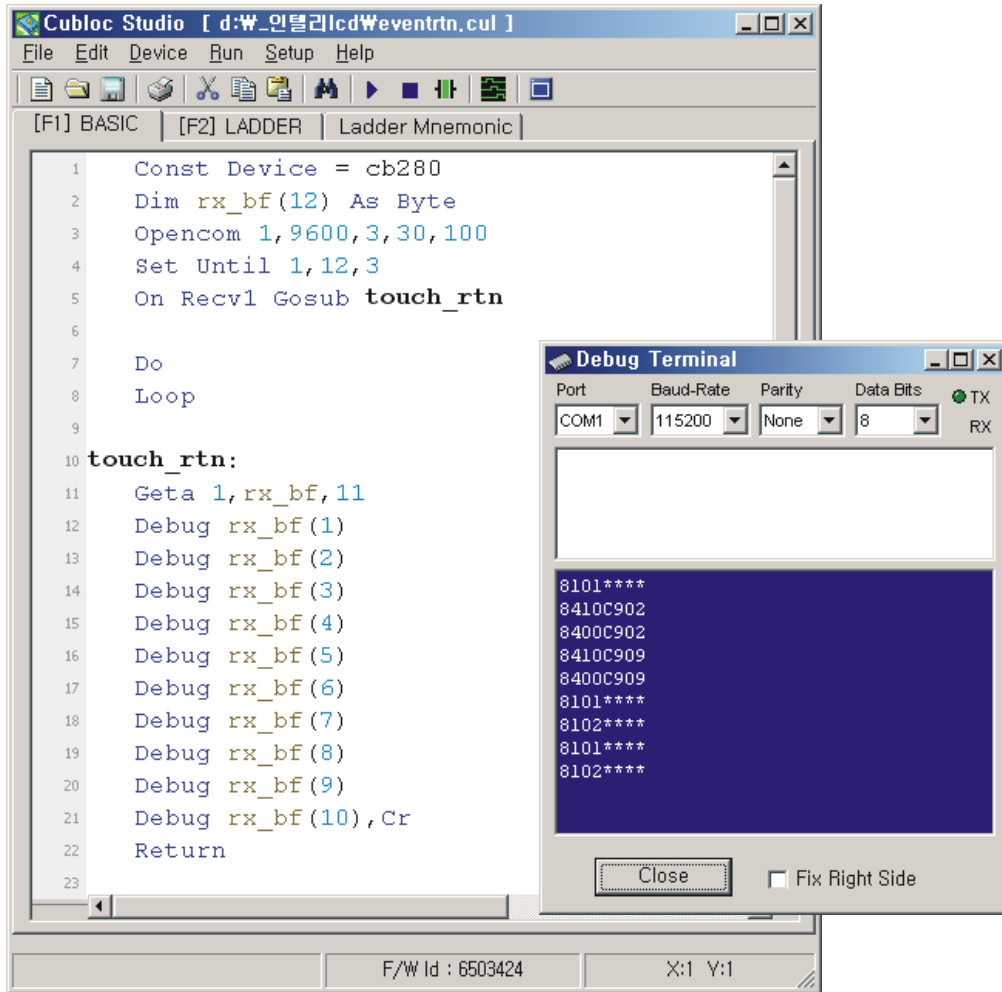 Cubloc Studio [ d:₩_인텔리lcd₩eventrtn,cul ]
File Edit Device Run Setup Help
[F1] BASIC [F2] LADDER Ladder Mnemonic
1 Const Device = cb280
2 Dim rx_bf(12) As Byte
3 Opencom 1,9600,3,30,100
4 Set Until 1,12,3
5 On Recv1 Gosub touch_rtn
6
7 Do
8 Loop
9
10 touch_rtn:
11 Geta 1,rx_bf,11
12 Debug rx_bf(1)
13 Debug rx_bf(2)
14 Debug rx_bf(3)
15 Debug rx_bf(4)
16 Debug rx_bf(5)
17 Debug rx_bf(6)
18 Debug rx_bf(7)
19 Debug rx_bf(8)
20 Debug rx_bf(9)
21 Debug rx_bf(10),Cr
22 Return
23
F/W Id : 6503424 X:1 Y:1
Debug Terminal
Port Baud-Rate Parity Data Bits TX
COM1 115200 None 8 RX
8101****
8410C902
8400C902
8410C909
8400C909
8101****
8102****
8101****
8102****
Close Fix Right Side